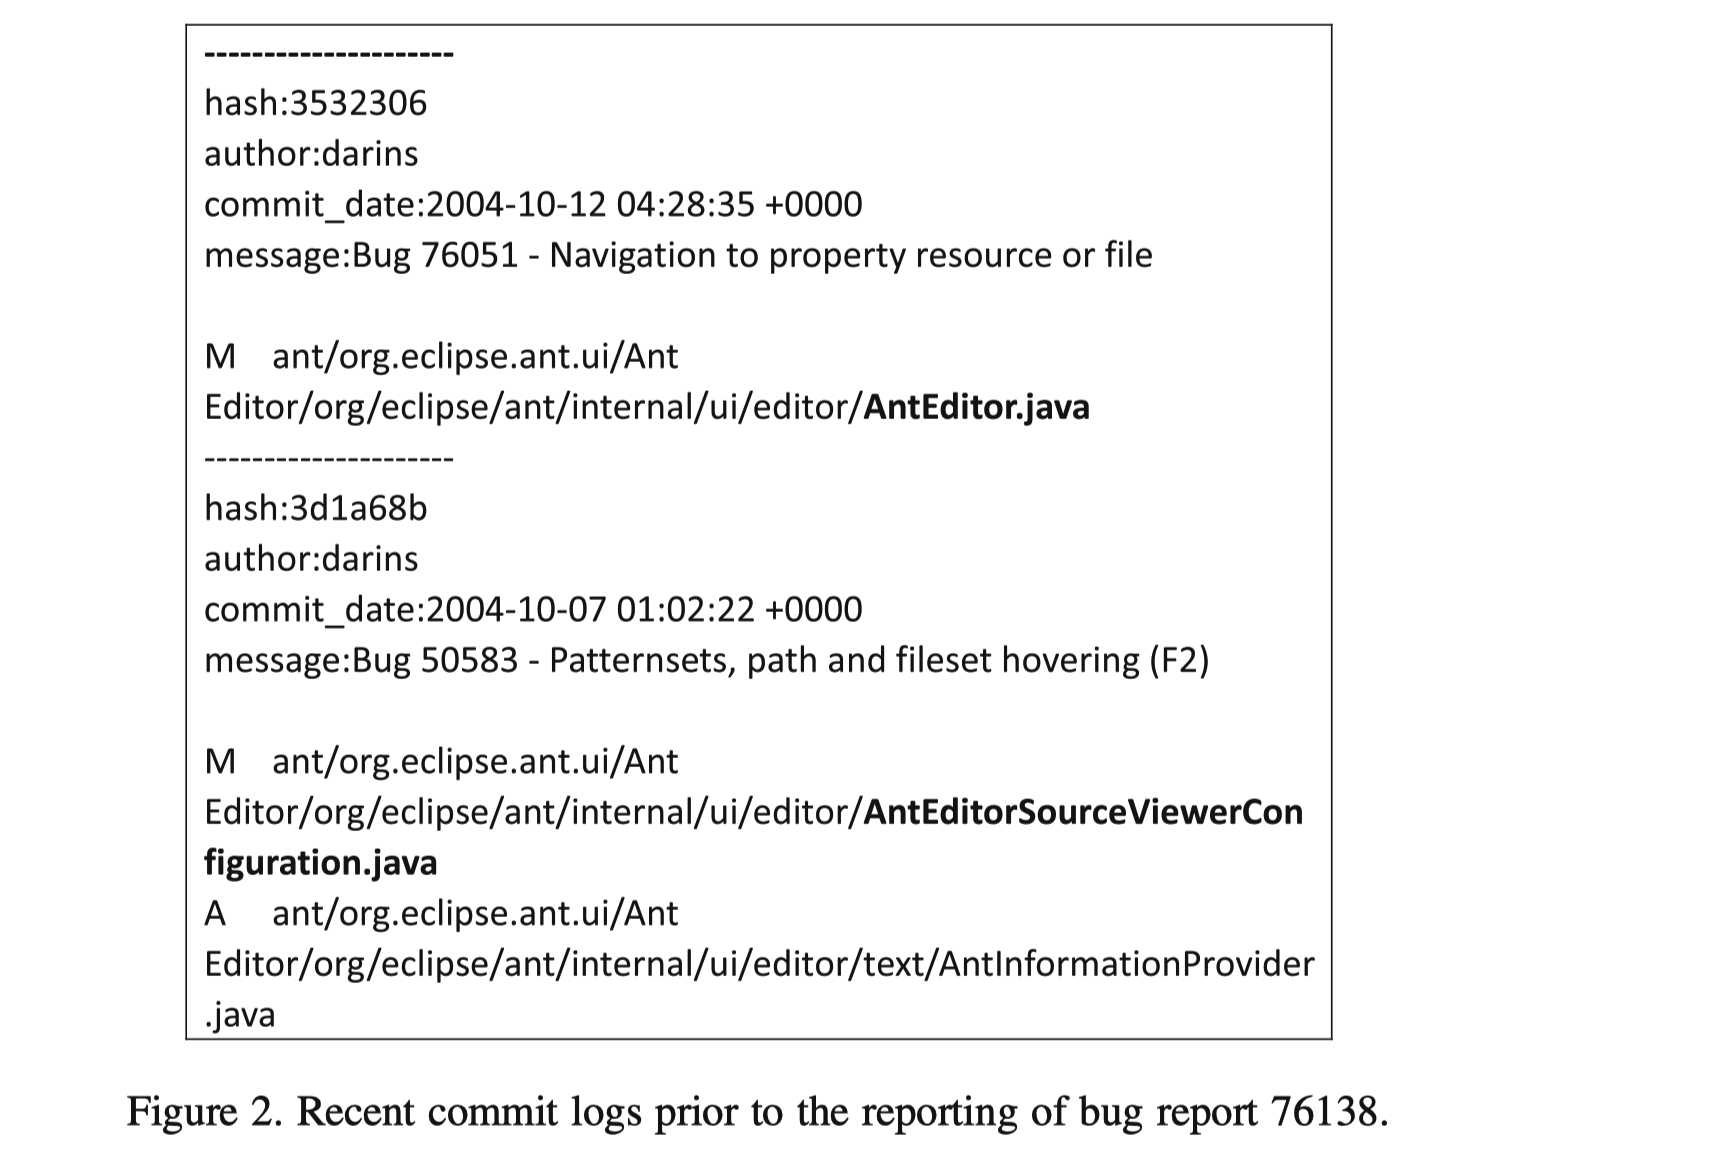 ---------------------
hash:3532306
author:darins
commit_date:2004-10-12 04:28:35 +0000
message:Bug 76051 - Navigation to property resource or file
M ant/org.eclipse.ant.ui/Ant
Editor/org/eclipse/ant/internal/ui/editor/AntEditor.java
---------------------
hash:3d1a68b
author:darins
commit_date:2004-10-07 01:02:22 +0000
message:Bug 50583 - Patternsets, path and fileset hovering (F2)
M ant/org.eclipse.ant.ui/Ant
Editor/org/eclipse/ant/internal/ui/editor/AntEditorSourceViewerCon
figuration.java
A ant/org.eclipse.ant.ui/Ant
Editor/org/eclipse/ant/internal/ui/editor/text/AntInformationProvider
.java
Figure 2. Recent commit logs prior to the reporting of bug report 76138.